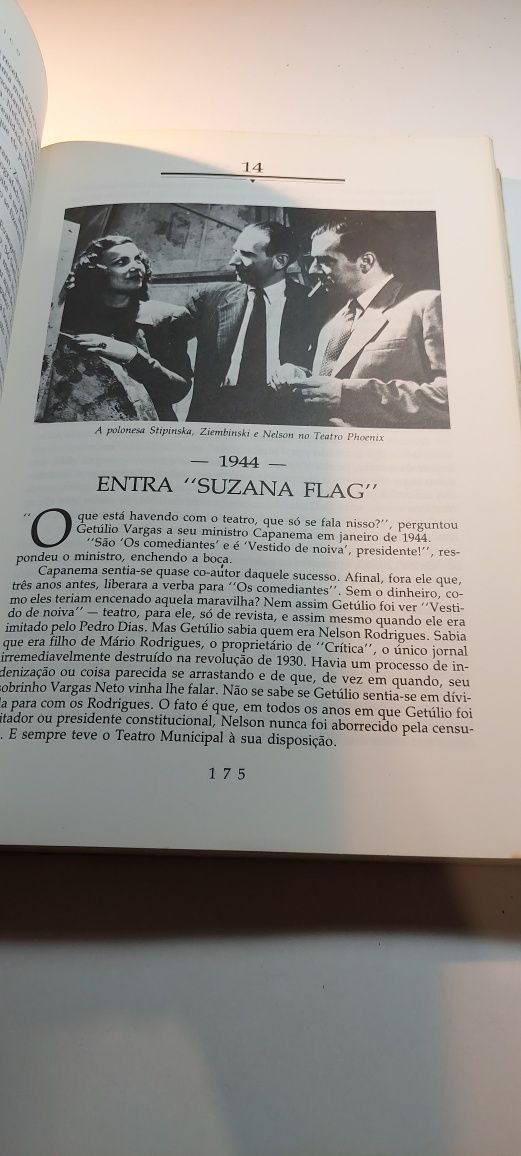 14
A polonesa Stipinska, Ziembinski e Nelson no Teatro Phoenix
— 1944 —
ENTRA "SUZANA FLAG"
"O que está havendo com o teatro, que só se fala nisso?", perguntou
Getúlio Vargas a seu ministro Capanema em janeiro de 1944.
"São 'Os comediantes' e é 'Vestido de noiva', presidente!", res-
pondeu o ministro, enchendo a boca.
Capanema sentia-se quase co-autor daquele sucesso. Afinal, fora ele que,
três anos antes, liberara a verba para "Os comediantes". Sem o dinheiro, co-
mo eles teriam encenado aquela maravilha? Nem assim Getúlio foi ver "Vesti-
do de noiva" — teatro, para ele, só de revista, e assim mesmo quando ele era
imitado pelo Pedro Dias. Mas Getúlio sabia quem era Nelson Rodrigues. Sabia
que era filho de Mário Rodrigues, o proprietário de "Crítica", o único jornal
irremediavelmente destruído na revolução de 1930. Havia um processo de in-
denização ou coisa parecida se arrastando e de que, de vez em quando, seu
sobrinho Vargas Neto vinha lhe falar. Não se sabe se Getúlio sentia-se em dívi-
da para com os Rodrigues. O fato é que, em todos os anos em que Getúlio foi
itador ou presidente constitucional, Nelson nunca foi aborrecido pela censu-
. E sempre teve o Teatro Municipal à sua disposição.
175